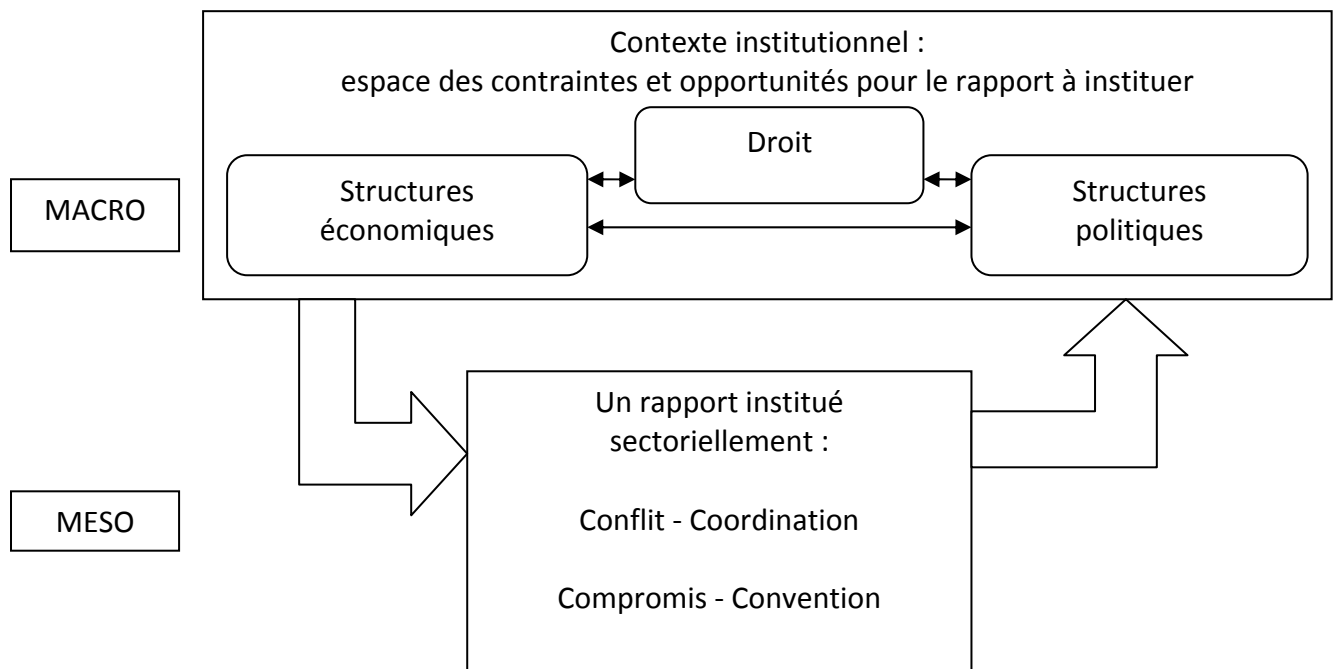 Contexte institutionnel :
espace des contraintes et opportunités pour le rapport à instituer
Droit
Structures
économiques
Structures
politiques
MACRO
Un rapport institué
sectoriellement :
Conflit - Coordination
Compromis - Convention
MESO